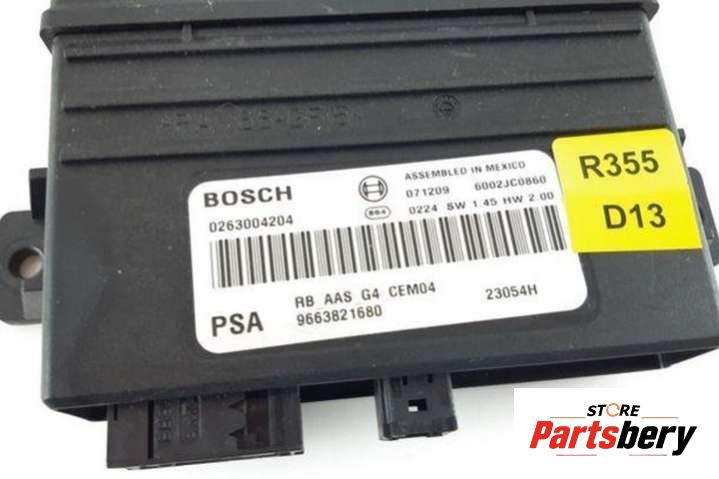 BOSCH
ASSEMBLED IN MEXICO
071209 6002JC0860
0263004204
0224 SW 1.45 HW 2.00
RB AAS G4 CEM04
23054H
PSA
9663821680
R355
D13
STORE
Partsbery